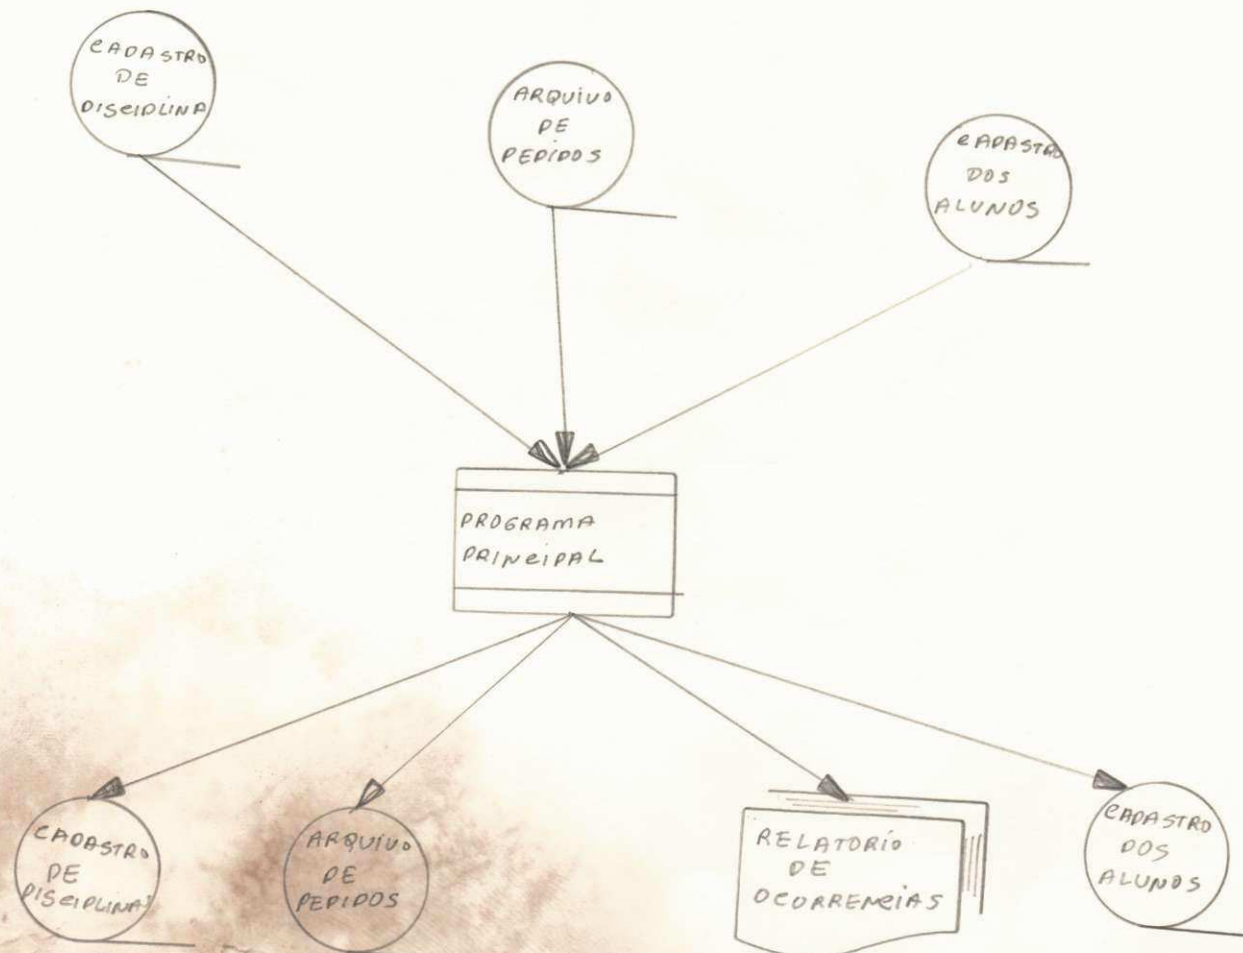 CADASTRO
DE
DISCIPLINA
ARQUIVO
DE
PEDIDOS
CADASTRO
DOS
ALUNOS
PROGRAMA
PRINCIPAL
CADASTRO
DE
DISCIPLINA
ARQUIVO
DE
PEDIDOS
RELATORIO
DE
OCORRENCIAS
CADASTRO
DOS
ALUNOS